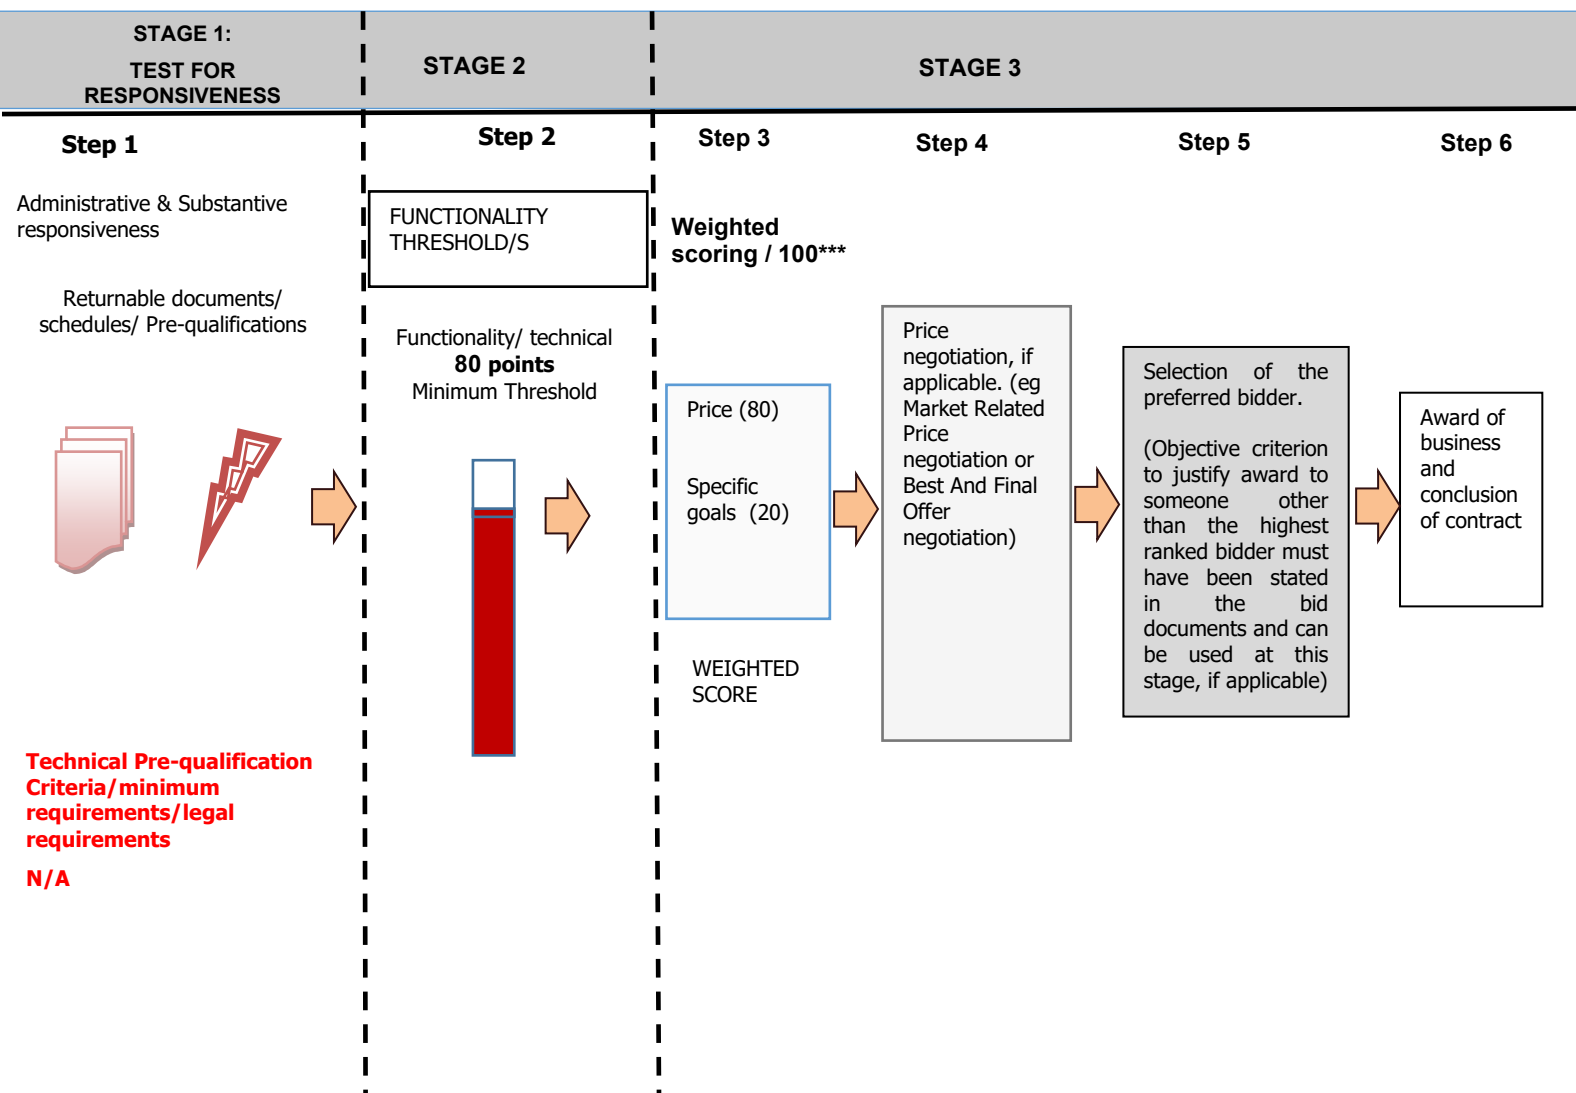 STAGE 1:
TEST FOR
RESPONSIVENESS
STAGE 2
STAGE 3
Step 1
Step 2
Step 3
Step 4
Step 5
Step 6
Administrative & Substantive
responsiveness
Returnable documents/
schedules/ Pre-qualifications
Technical Pre-qualification
Criteria/minimum
requirements/legal
requirements
N/A
FUNCTIONALITY
THRESHOLD/S
Functionality/ technical
80 points
Minimum Threshold
Weighted
scoring / 100***
Price (80)
Specific
goals (20)
WEIGHTED
SCORE
Price
negotiation, if
applicable. (eg
Market Related
Price
negotiation or
Best And Final
Offer
negotiation)
Selection of the
preferred bidder.
(Objective criterion
to justify award to
someone other
than the highest
ranked bidder must
have been stated
in the bid
documents and can
be used at this
stage, if applicable)
Award of
business
and
conclusion
of contract